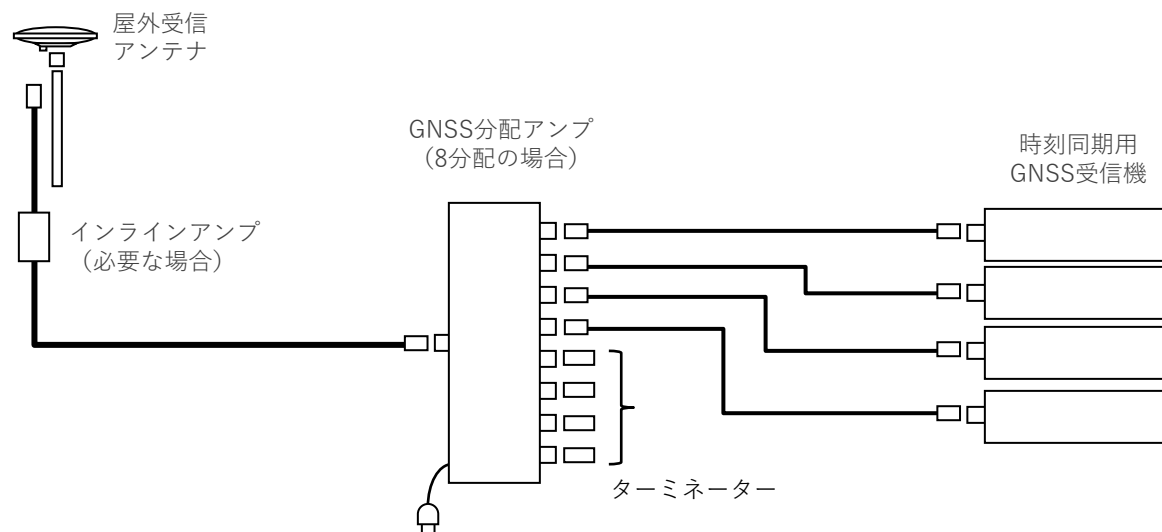 屋外受信
アンテナ
GNSS分配アンプ
（8分配の場合）
時刻同期用
GNSS受信機
インラインアンプ
（必要な場合）
ターミネーター